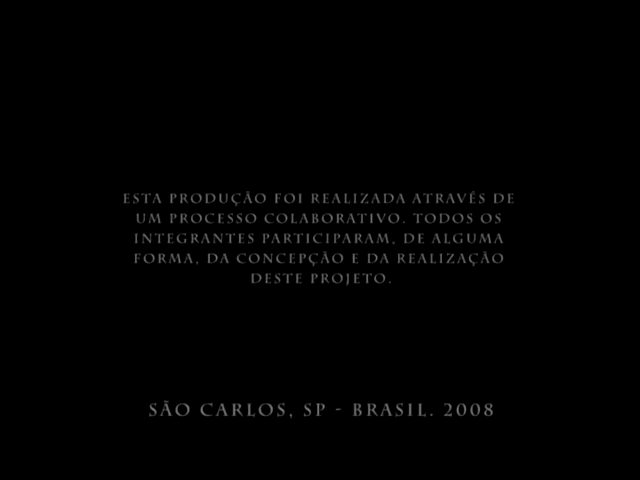 ESTA PRODUÇÃO FOI REALIZADA ATRAVÉS DE
UM PROCESSO COLABORATIVO. TODOS OS
INTEGRANTES PARTICIPARAM, DE ALGUMA
FORMA, DA CONCEPÇÃO E DA REALIZAÇÃO
DESTE PROJETO.
SÃO CARLOS, SP - BRASIL. 2008